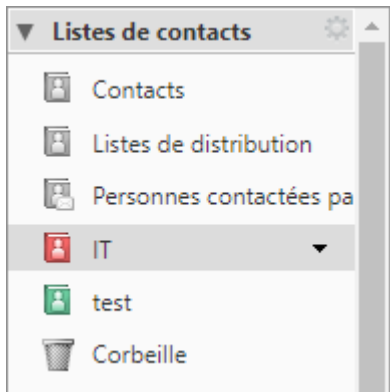 Listes de contacts
Contacts
Listes de distribution
Personnes contactées pa
IT
test
Corbeille